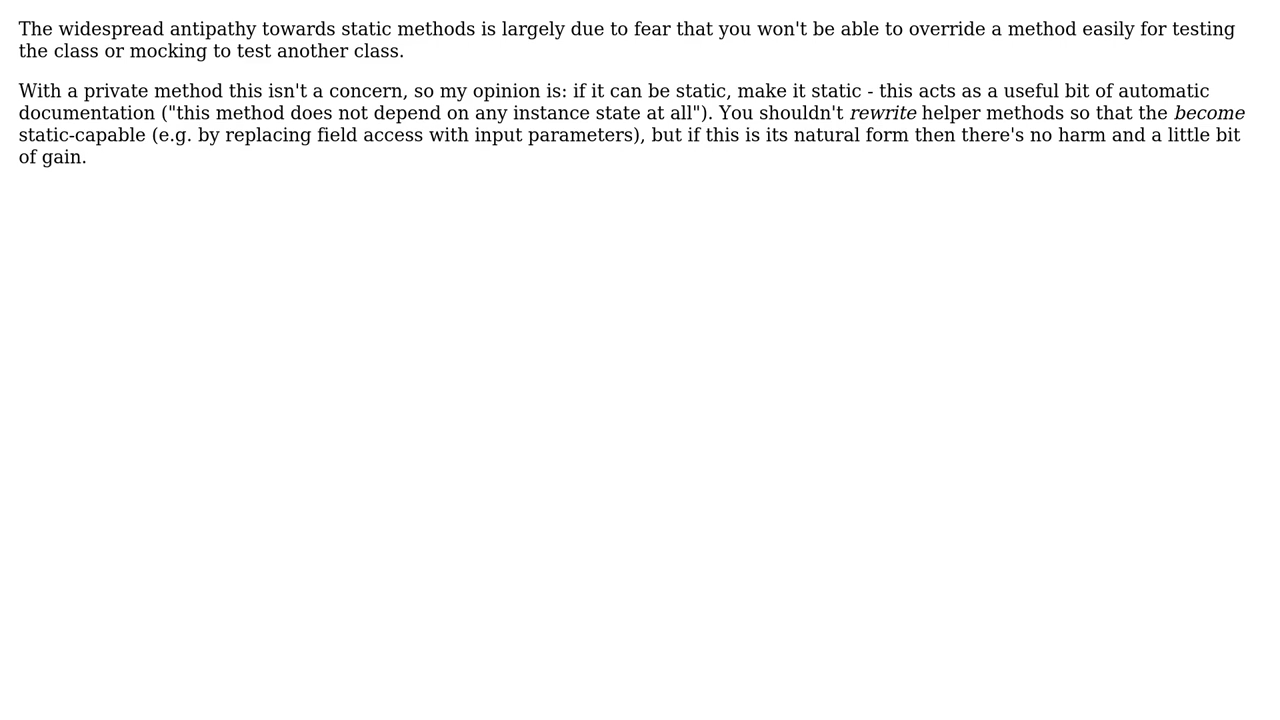 The widespread antipathy towards static methods is largely due to fear that you won't be able to override a method easily for testing
the class or mocking to test another class.
With a private method this isn't a concern, so my opinion is: if it can be static, make it static - this acts as a useful bit of automatic
documentation ("this method does not depend on any instance state at all"). You shouldn't rewrite helper methods so that the become
static-capable (e.g. by replacing field access with input parameters), but if this is its natural form then there's no harm and a little bit
of gain.